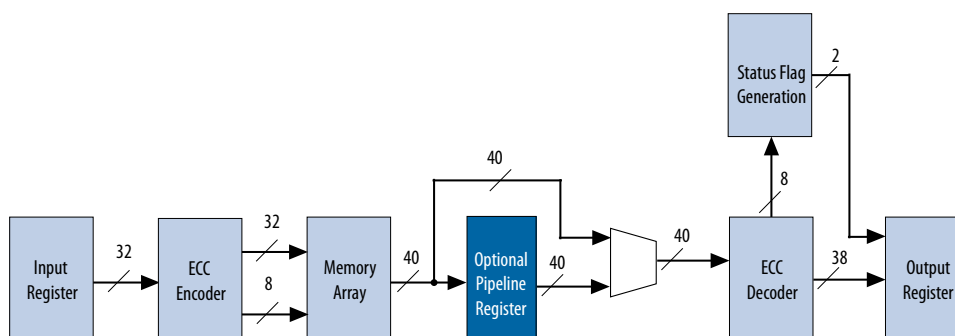 2
Status Flag
Generation
40
8
32
32
40
40
40
38
Input
Register
ECC
Encoder
8
Memory
Array
Optional
Pipeline
Register
ECC
Decoder
Output
Register